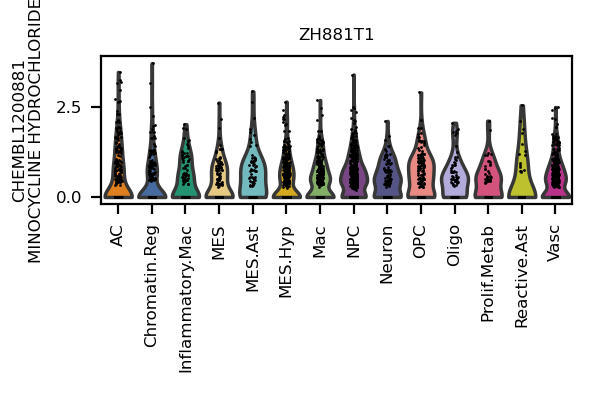 ZH881T1
CHEMBL1200881
MINOCYCLINE HYDROCHLORIDE
2.5
0.0
AC
Chromatin.Reg
Inflammatory.Mac
MES
MES.Ast
MES.Hyp
Mac
NPC
Neuron
OPC
Oligo
Prolif.Metab
Reactive.Ast
Vasc